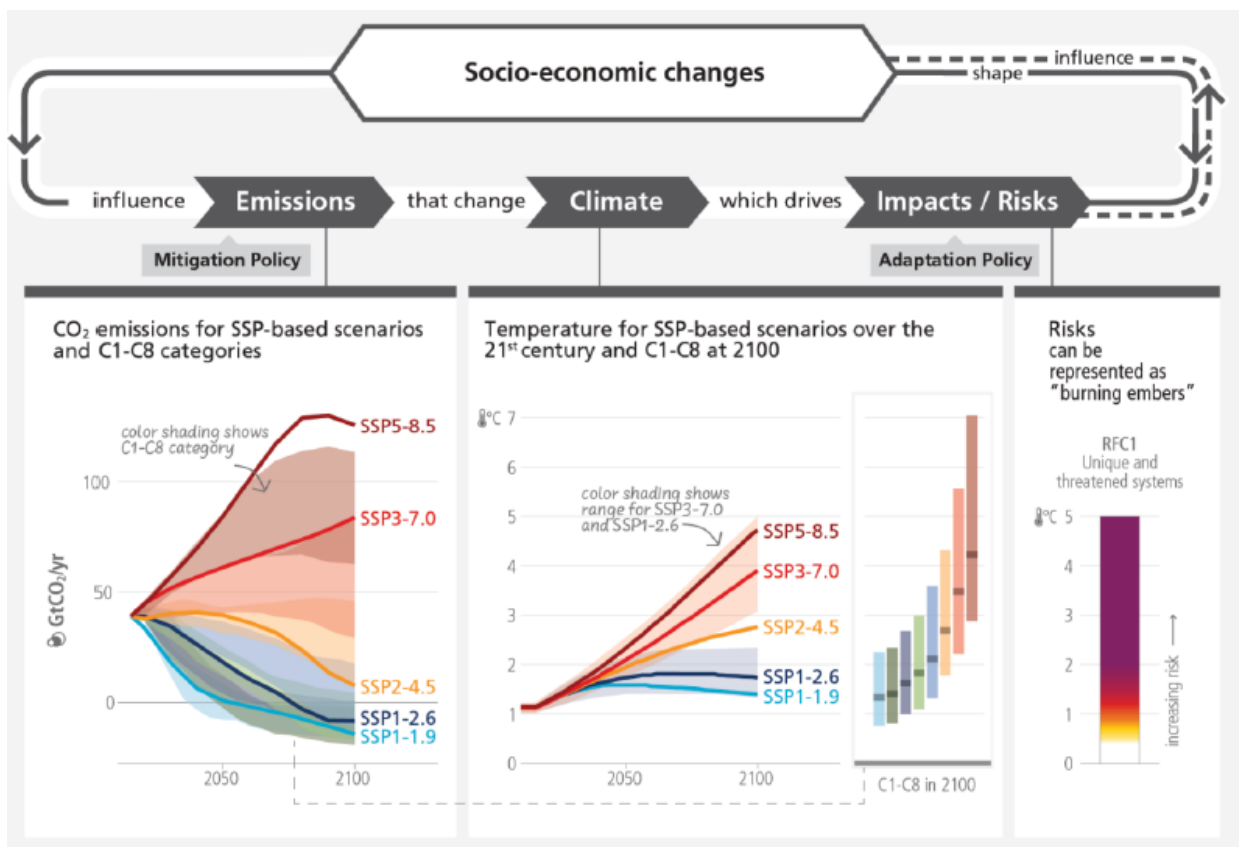 Socio-economic changes
influence
shape
influence
Emissions
that change
Climate
which drives
Impacts / Risks
Mitigation Policy
Adaptation Policy
CO₂ emissions for SSP-based scenarios
and C1-C8 categories
color shading shows
C1-C8 category
SSP5-8.5
SSP3-7.0
SSP2-4.5
SSP1-2.6
SSP1-1.9
100
50
0
GtCO₂/yr
2050
2100
Temperature for SSP-based scenarios over the
21st century and C1-C8 at 2100
°C 7
6
5
4
3
2
1
0
color shading shows
range for SSP3-7.0
and SSP1-2.6
SSP5-8.5
SSP3-7.0
SSP2-4.5
SSP1-2.6
SSP1-1.9
2050
2100
C1-C8 in 2100
Risks
can be
represented as
“burning embers”
RFC1
Unique and
threatened systems
°C 5
4
3
2
1
0
increasing risk